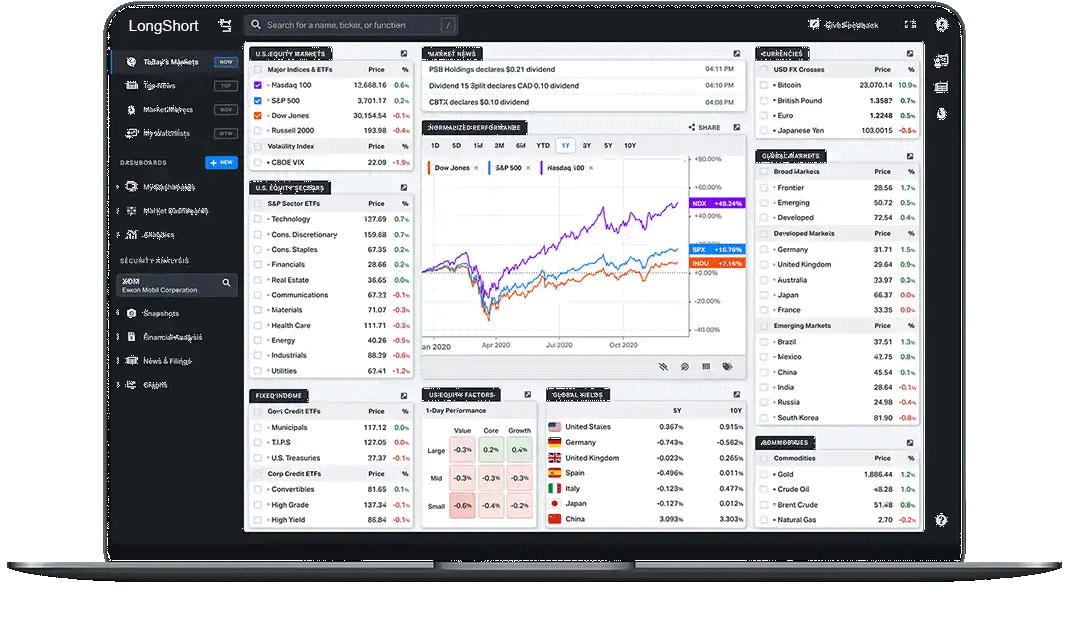 LongShort
Search for a name, ticker, or function /
Give Feedback
Today's Markets NOW
Top News TOP
Market Movers MOV
My Watchlists MTW
DASHBOARDS + NEW
My Dashboards
Market Dashboards
Analytics
SECURITY ANALYSIS
XOM
Exxon Mobil Corporation
Snapshots
Financial Analysis
News & Filings
Graphs
U.S. EQUITY MARKETS
Major Indices & ETFs Price %
Nasdaq 100 12,668.16 0.6%
S&P 500 3,701.17 0.2%
Dow Jones 30,154.54 -0.1%
Russell 2000 193.98 -0.4%
Volatility Index Price %
CBOE VIX 22.09 -1.9%
U.S. EQUITY SECTORS
S&P Sector ETFs Price %
Technology 127.69 0.7%
Cons. Discretionary 159.68 0.7%
Cons. Staples 67.35 0.2%
Financials 28.66 0.2%
Real Estate 36.65 0.0%
Communications 67.22 -0.1%
Materials 71.07 -0.3%
Health Care 111.71 -0.3%
Energy 40.26 -0.5%
Industrials 88.29 -0.6%
Utilities 62.41 -1.2%
FIXED INCOME
Govt Credit ETFs Price %
Municipals 117.12 0.0%
T.I.P.S 127.05 0.0%
U.S. Treasuries 27.37 -0.1%
Corp Credit ETFs Price %
Convertibles 81.65 0.1%
High Grade 137.34 -0.1%
High Yield 86.84 -0.1%
MARKET NEWS
PSB Holdings declares $0.21 dividend 04:11 PM
Dividend 15 Split declares CAD 0.10 dividend 04:10 PM
CBTX declares $0.10 dividend 04:08 PM
NORMALIZED PERFORMANCE SHARE
1D 5D 1M 3M 6M YTD 1Y 3Y 5Y 10Y
Dow Jones × S&P 500 × Nasdaq 100 ×
+80.00%
+60.00%
NDX +49.24%
+40.00%
SPX +16.76%
INDU +7.16%
+0.00%
-20.00%
-40.00%
Jan 2020 Apr 2020 Jul 2020 Oct 2020
US EQUITY FACTORS
1-Day Performance
Value Core Growth
Large -0.3% 0.2% 0.4%
Mid -0.3% -0.3% -0.3%
Small -0.6% -0.4% -0.2%
GLOBAL YIELDS
5Y 10Y
United States 0.367% 0.915%
Germany -0.743% -0.562%
United Kingdom -0.023% 0.265%
Spain -0.496% 0.011%
Italy -0.123% 0.477%
Japan -0.127% 0.012%
China 3.093% 3.303%
CURRENCIES
USD FX Crosses Price %
Bitcoin 23,070.14 10.9%
British Pound 1.3587 0.7%
Euro 1.2248 0.5%
Japanese Yen 103.0015 -0.5%
GLOBAL MARKETS
Broad Markets Price %
Frontier 28.56 1.7%
Emerging 50.72 0.5%
Developed 72.54 0.4%
Developed Markets Price %
Germany 31.71 1.5%
United Kingdom 29.64 0.9%
Australia 23.97 0.3%
Japan 66.37 0.0%
France 33.35 0.0%
Emerging Markets Price %
Brazil 37.51 1.3%
Mexico 42.75 0.8%
China 45.54 0.1%
India 28.64 -0.1%
Russia 24.98 -0.4%
South Korea 81.90 -0.8%
COMMODITIES
Commodities Price %
Gold 1,886.44 1.2%
Crude Oil 48.28 1.0%
Brent Crude 51.48 0.8%
Natural Gas 2.70 -0.2%